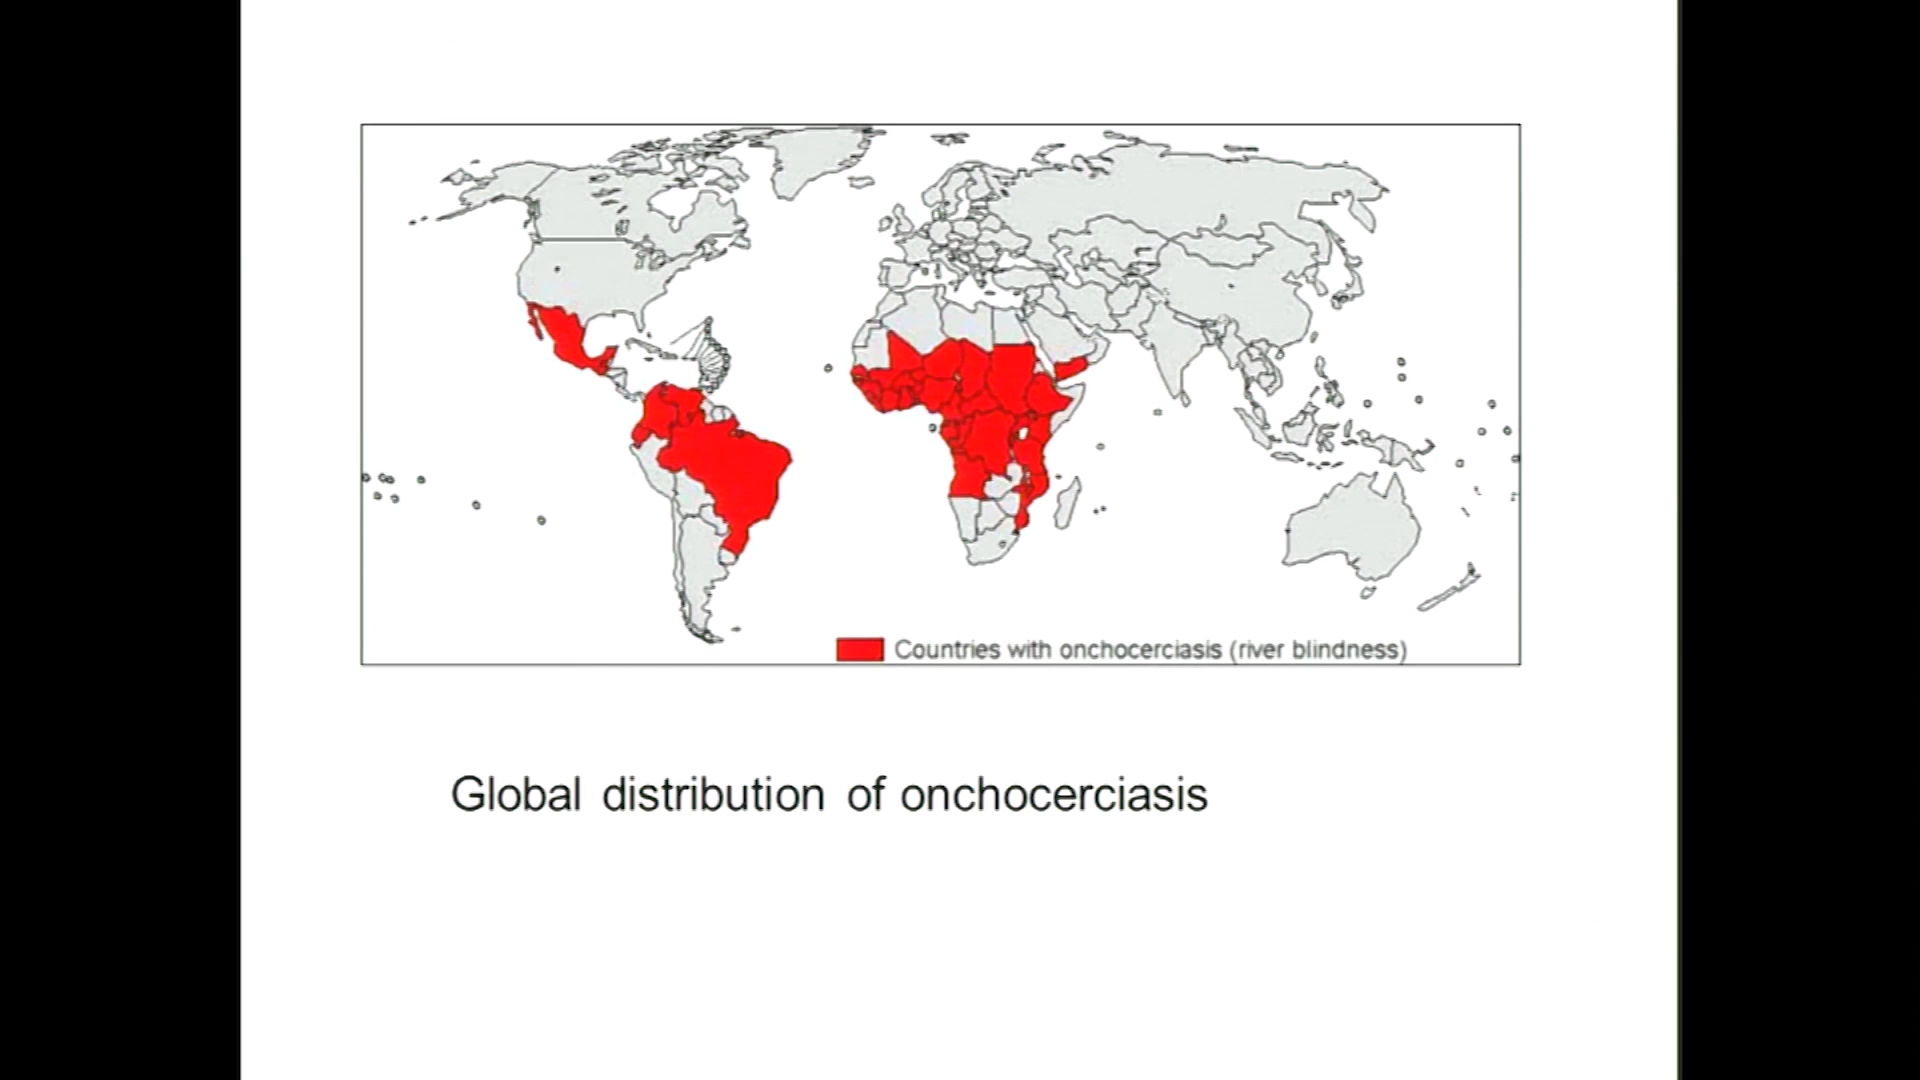 Countries with onchocerciasis (river blindness)
Global distribution of onchocerciasis